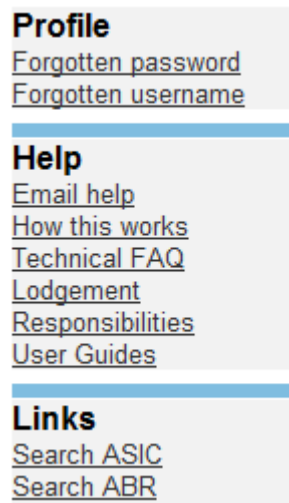 Profile
Forgotten password
Forgotten username
Help
Email help
How this works
Technical FAQ
Lodgement
Responsibilities
User Guides
Links
Search ASIC
Search ABR